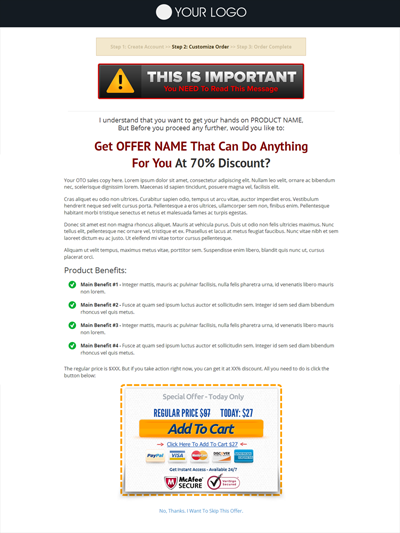 YOUR LOGO
Step 1: Create Account >> Step 2: Customize Order >> Step 3: Order Complete
THIS IS IMPORTANT
You NEED To Read This Message
I understand that you want to get your hands on PRODUCT NAME,
But Before you proceed any further, would you like to:
Get OFFER NAME That Can Do Anything
For You At 70% Discount?
Your OTO sales copy here. Lorem ipsum dolor sit amet, consectetur adipiscing elit. Nullam leo velit, ornare ac bibendum
nec, scelerisque dignissim lorem. Maecenas id sapien tincidunt, posuere magna vel, facilisis elit.
Cras aliquet eu odio non ultrices. Curabitur sapien odio, tempus ut arcu vitae, auctor imperdiet eros. Vestibulum
hendrerit neque sed velit cursus porta. Pellentesque a eros ultrices, ullamcorper sem non, finibus enim. Pellentesque
habitant morbi tristique senectus et netus et malesuada fames ac turpis egestas.
Donec sit amet est non magna rhoncus aliquet. Mauris at vehicula purus. Duis ut odio non felis ultricies maximus. Nunc
tellus elit, pellentesque nec ornare vel, tristique et ex. Phasellus et lacus at metus feugiat faucibus. Nunc vitae nibh et sem
laoreet dictum eu ac justo. Ut eleifend mi vitae tortor cursus pellentesque.
Aliquam ut velit tempus, maximus metus vitae, porttitor sem. Suspendisse enim libero, blandit quis nunc ut, cursus
placerat orci.
Product Benefits:
Main Benefit #1 - Integer mattis, mauris ac pulvinar facilisis, nulla felis pharetra urna, id venenatis libero mauris
non lorem.
Main Benefit #2 - Fusce at quam sed ipsum luctus auctor et sollicitudin sem. Integer id sem sed diam bibendum
rhoncus vel quis metus.
Main Benefit #3 - Integer mattis, mauris ac pulvinar facilisis, nulla felis pharetra urna, id venenatis libero mauris
non lorem.
Main Benefit #4 - Fusce at quam sed ipsum luctus auctor et sollicitudin sem. Integer id sem sed diam bibendum
rhoncus vel quis metus.
The regular price is $XXX. But if you take action right now, you can get it at XX% discount. All you need to do is click the
button below:
Special Offer - Today Only
REGULAR PRICE $97 TODAY: $27
Add To Cart
Click Here To Add To Cart $27
PayPal VISA MasterCard DISCOVER
Get Instant Access - Available 24/7
McAfee SECURE
No, Thanks. I Want To Skip This Offer.